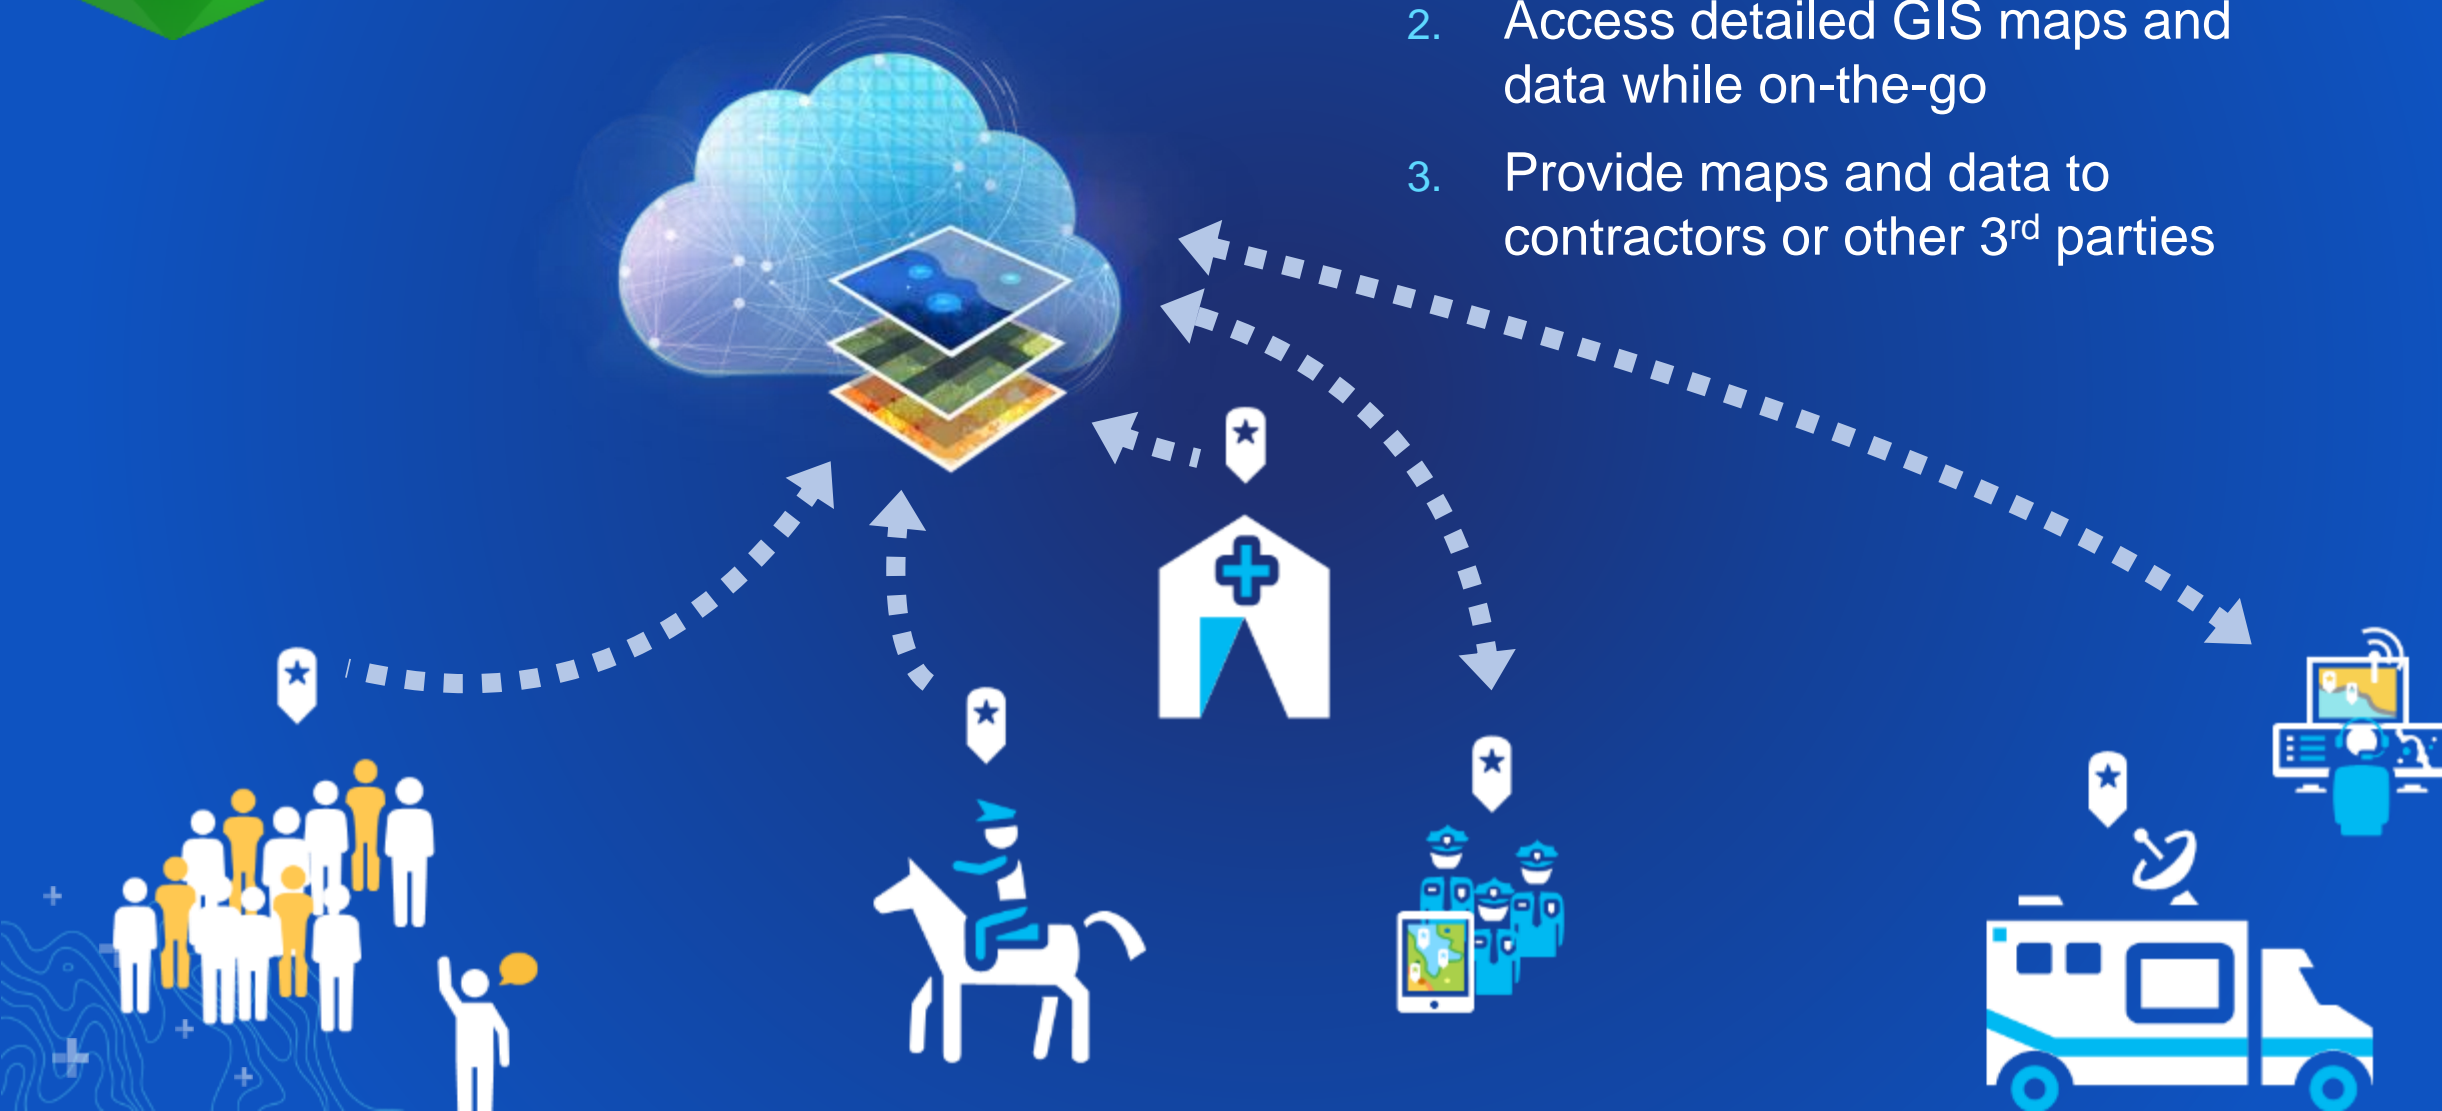 2. Access detailed GIS maps and
data while on-the-go
3. Provide maps and data to
contractors or other 3rd parties